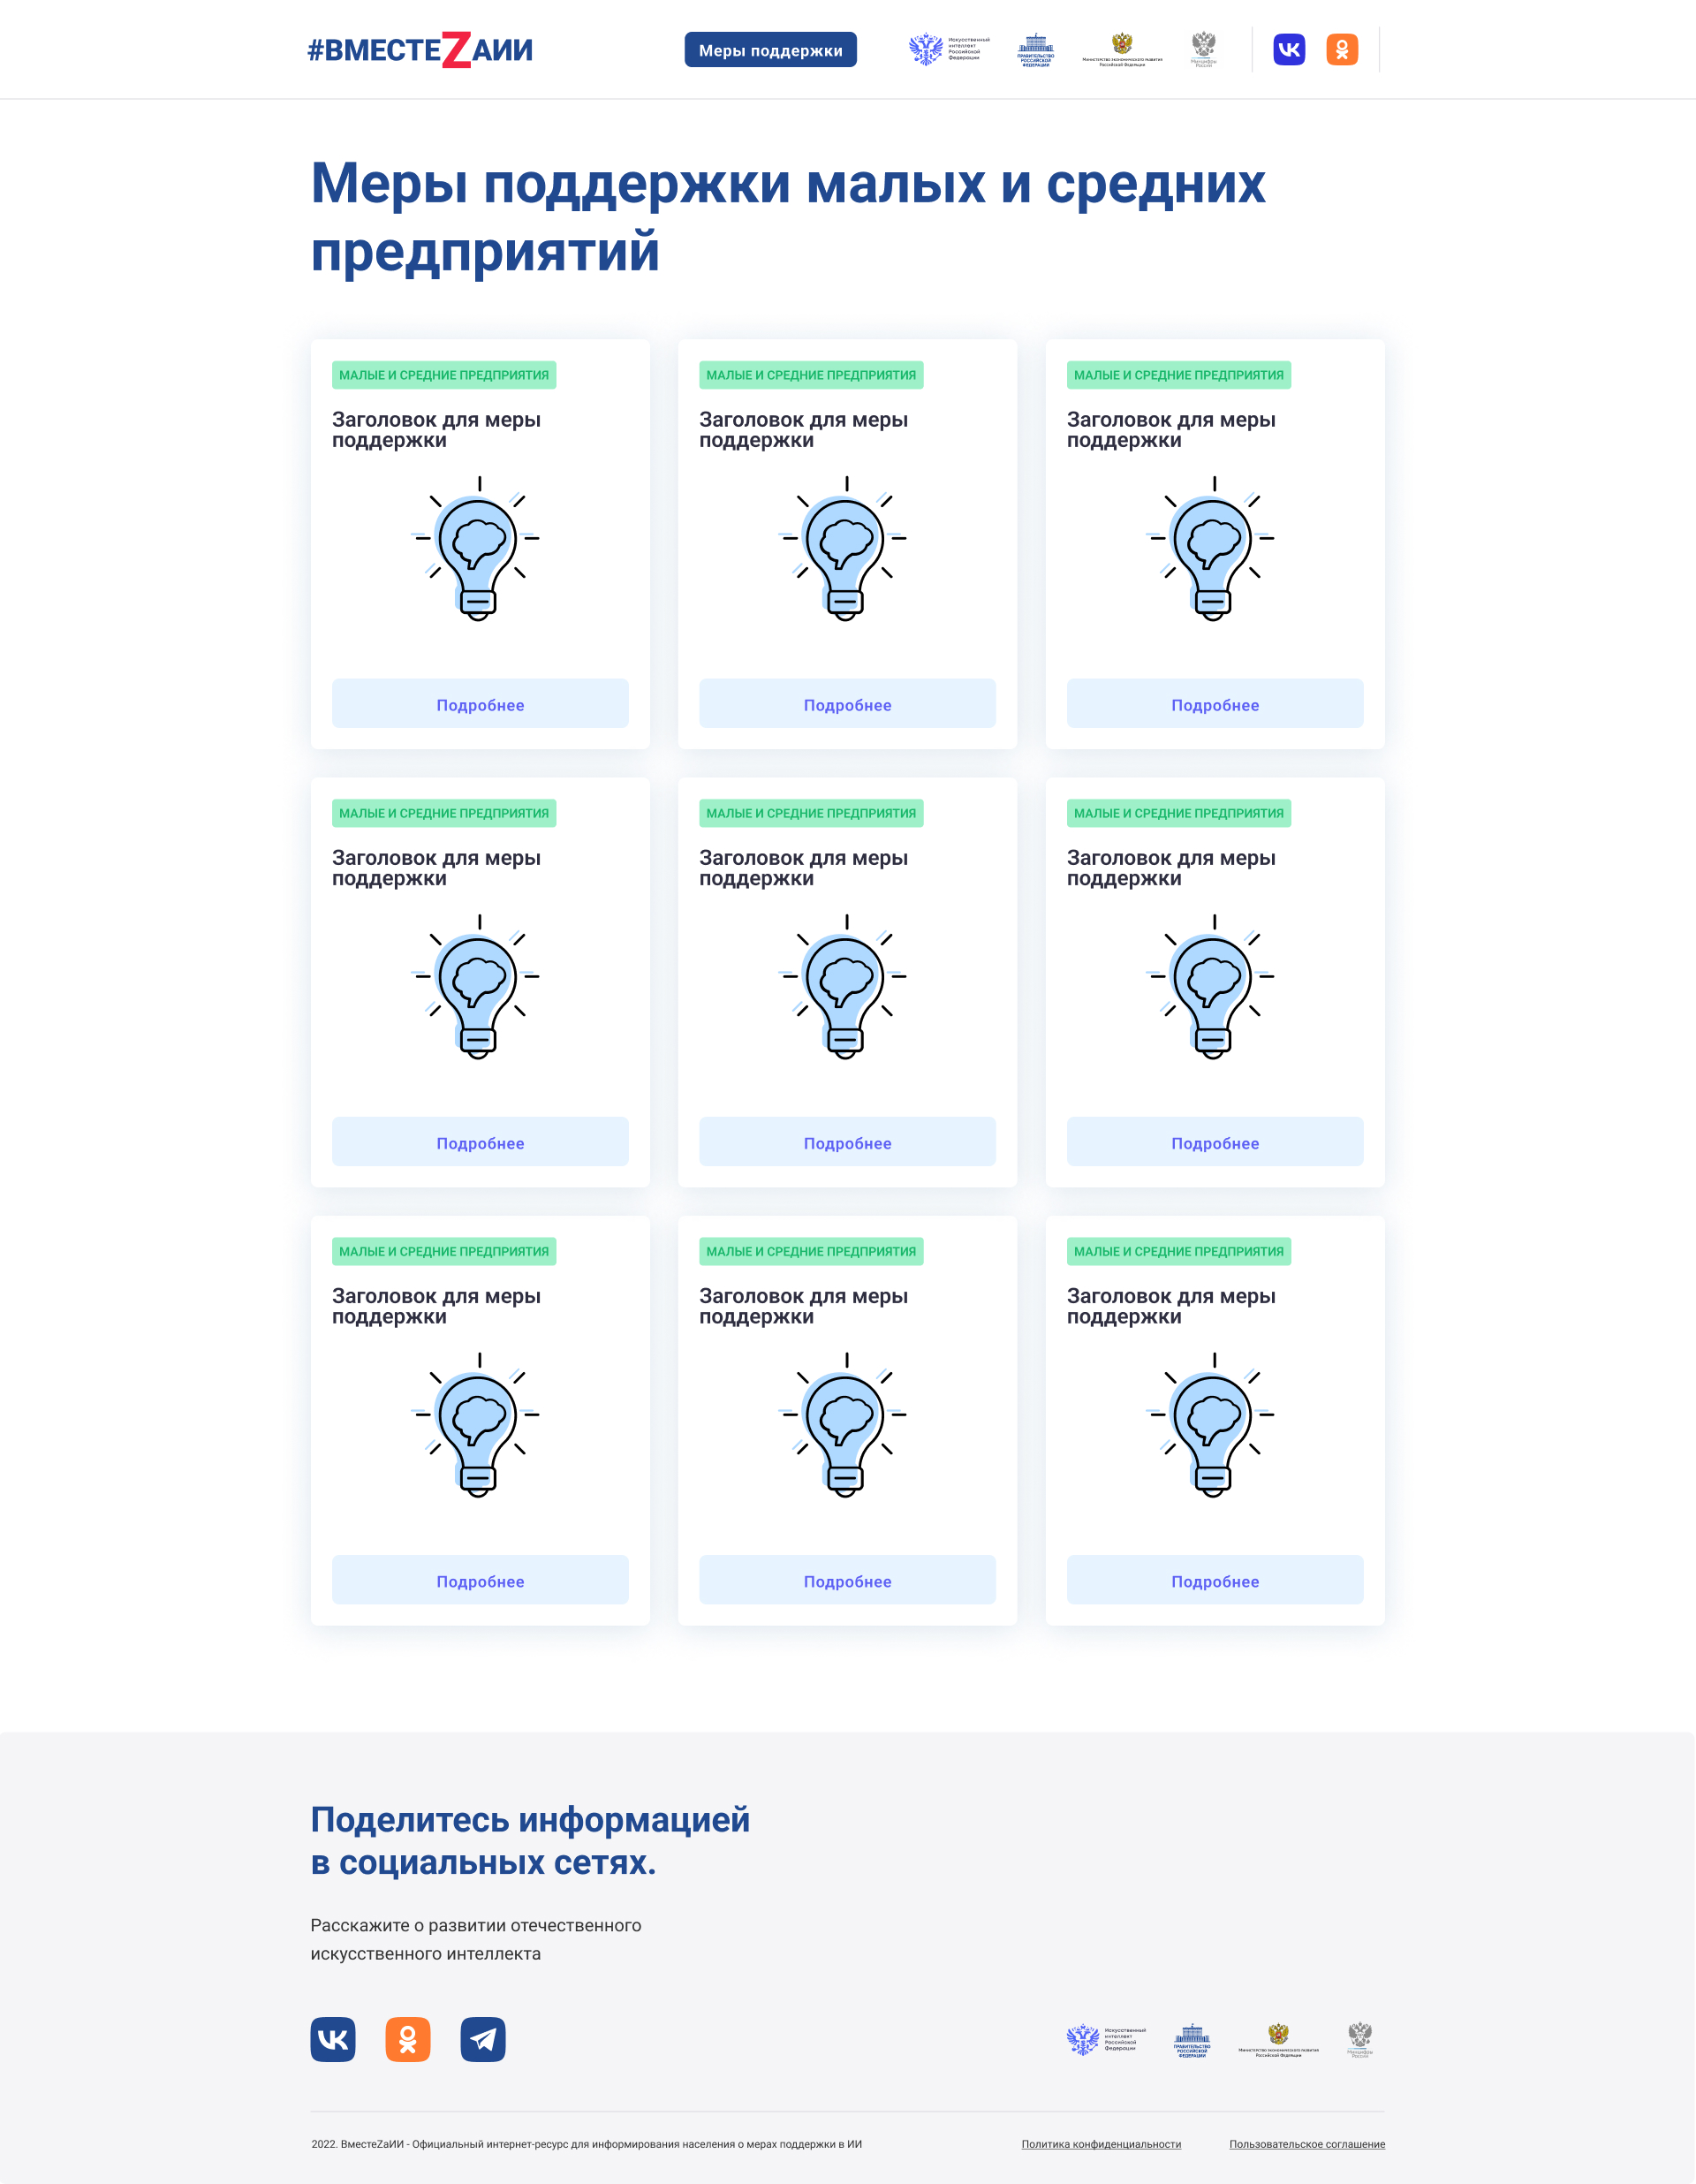 #ВМЕСТЕZАИИ
Меры поддержки
Искусственный
интеллект
Российской
Федерации
ПРАВИТЕЛЬСТВО
РОССИЙСКОЙ
ФЕДЕРАЦИИ
Министерство экономического развития
Российской Федерации
Минцифры
России
Меры поддержки малых и средних
предприятий
МАЛЫЕ И СРЕДНИЕ ПРЕДПРИЯТИЯ
Заголовок для меры
поддержки
Подробнее
МАЛЫЕ И СРЕДНИЕ ПРЕДПРИЯТИЯ
Заголовок для меры
поддержки
Подробнее
МАЛЫЕ И СРЕДНИЕ ПРЕДПРИЯТИЯ
Заголовок для меры
поддержки
Подробнее
МАЛЫЕ И СРЕДНИЕ ПРЕДПРИЯТИЯ
Заголовок для меры
поддержки
Подробнее
МАЛЫЕ И СРЕДНИЕ ПРЕДПРИЯТИЯ
Заголовок для меры
поддержки
Подробнее
МАЛЫЕ И СРЕДНИЕ ПРЕДПРИЯТИЯ
Заголовок для меры
поддержки
Подробнее
МАЛЫЕ И СРЕДНИЕ ПРЕДПРИЯТИЯ
Заголовок для меры
поддержки
Подробнее
МАЛЫЕ И СРЕДНИЕ ПРЕДПРИЯТИЯ
Заголовок для меры
поддержки
Подробнее
МАЛЫЕ И СРЕДНИЕ ПРЕДПРИЯТИЯ
Заголовок для меры
поддержки
Подробнее
Поделитесь информацией
в социальных сетях.
Расскажите о развитии отечественного
искусственного интеллекта
Искусственный
интеллект
Российской
Федерации
ПРАВИТЕЛЬСТВО
РОССИЙСКОЙ
ФЕДЕРАЦИИ
Министерство экономического развития
Российской Федерации
Минцифры
России
2022. ВместеZаИИ - Официальный интернет-ресурс для информирования населения о мерах поддержки в ИИ
Политика конфиденциальности
Пользовательское соглашение